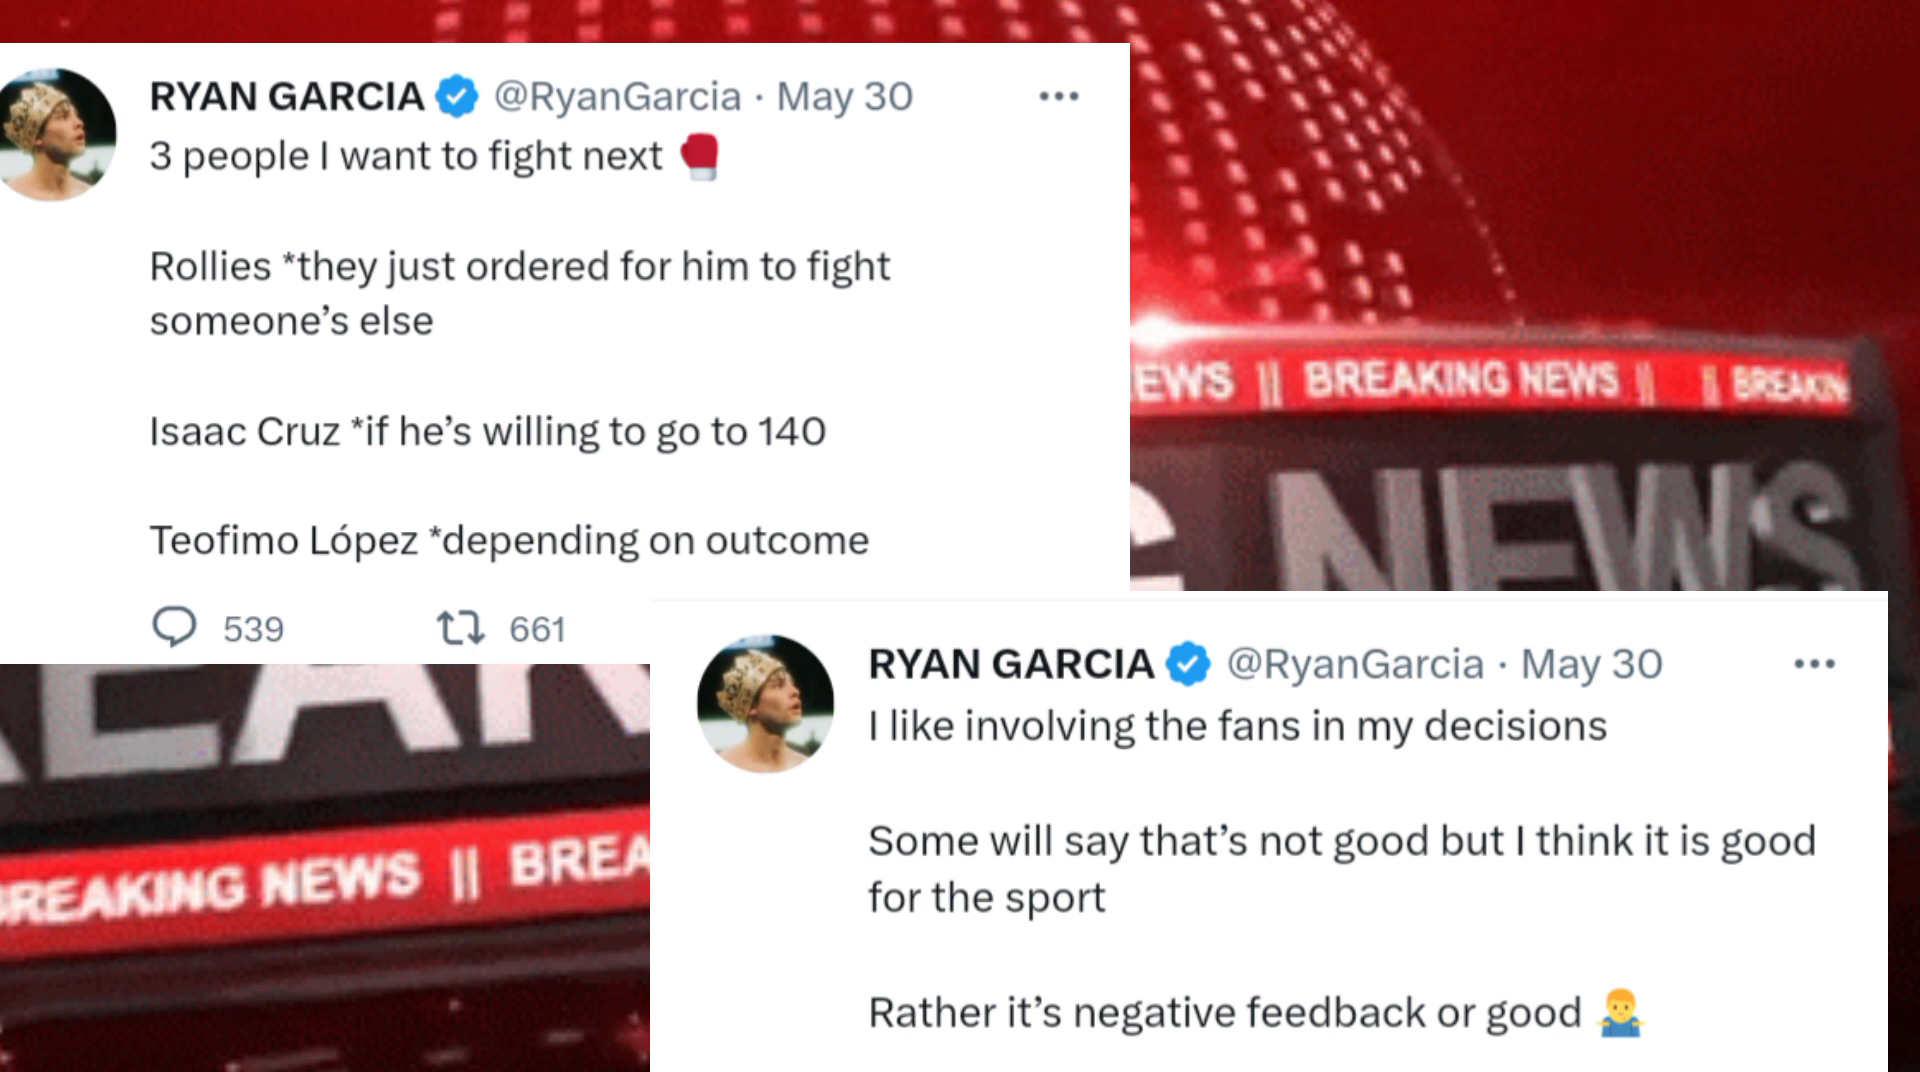 RYAN GARCIA @RyanGarcia · May 30
3 people I want to fight next 🥊
Rollies *they just ordered for him to fight
someone’s else
Isaac Cruz *if he’s willing to go to 140
Teofimo López *depending on outcome
539 661
EWS || BREAKING NEWS || || BREAKIN
NEWS
RYAN GARCIA @RyanGarcia · May 30
I like involving the fans in my decisions
Some will say that’s not good but I think it is good
for the sport
Rather it’s negative feedback or good 🤷‍♂️
EAK
BREAKING NEWS || BREA